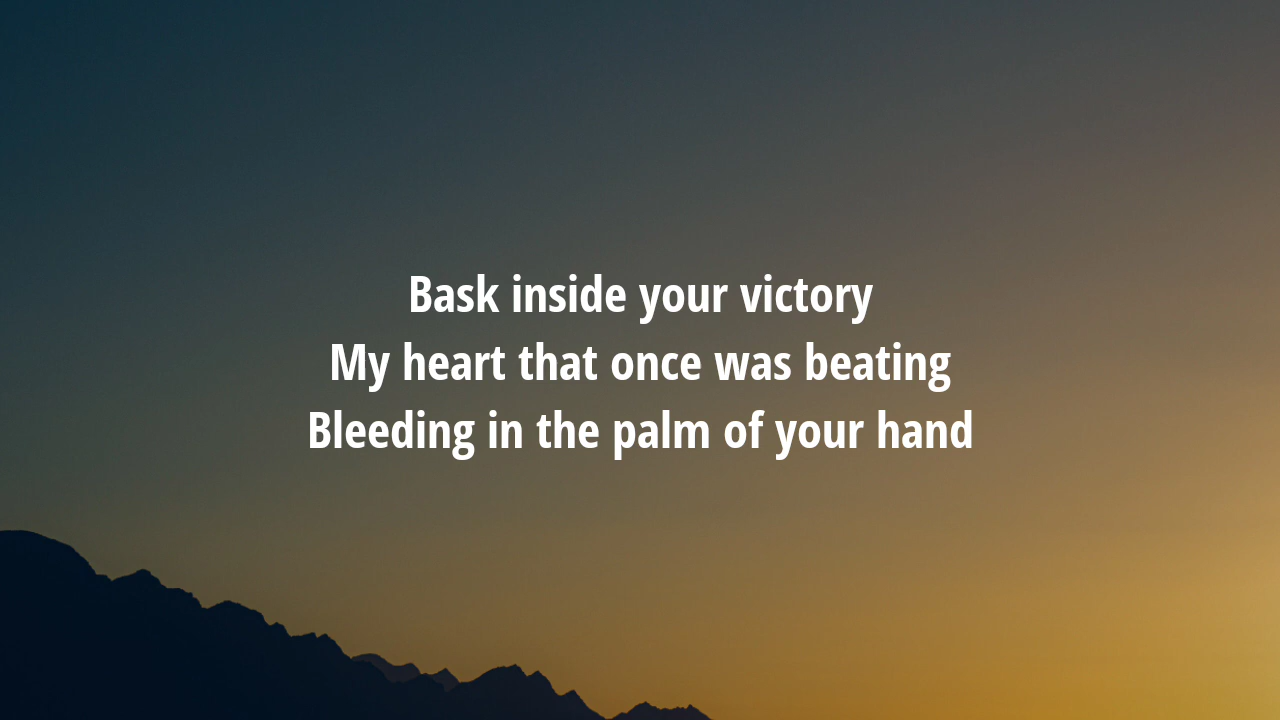 Bask inside your victory
My heart that once was beating
Bleeding in the palm of your hand